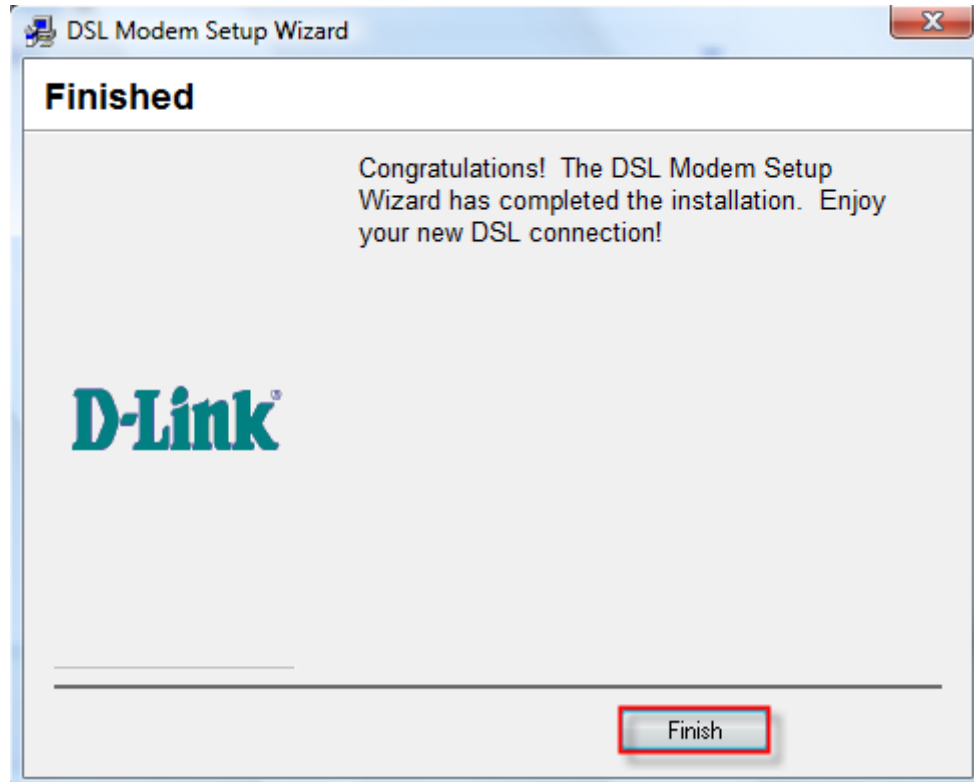 DSL Modem Setup Wizard
Finished
Congratulations!  The DSL Modem Setup
Wizard has completed the installation.  Enjoy
your new DSL connection!
D-Link®
Finish